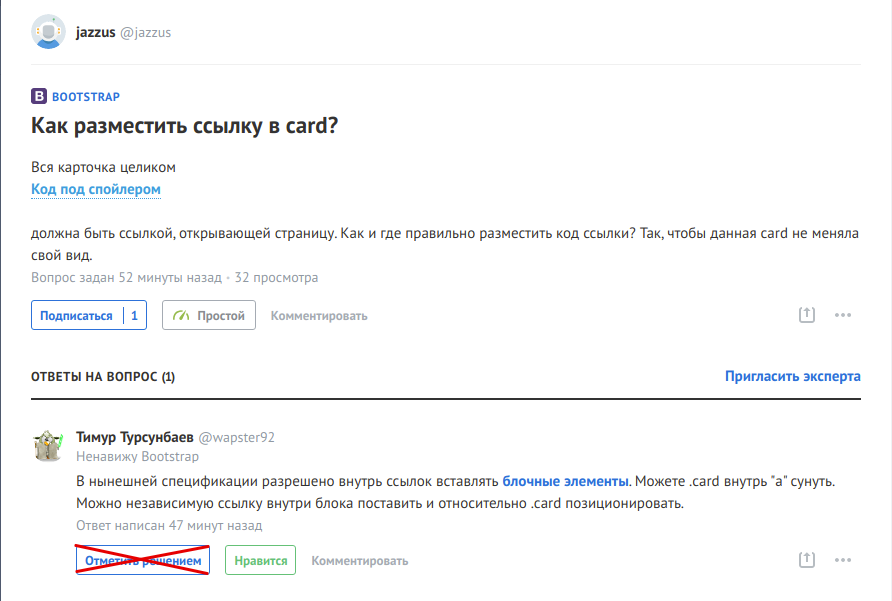 jazzus @jazzus
B BOOTSTRAP
Как разместить ссылку в card?
Вся карточка целиком
Код под спойлером
должна быть ссылкой, открывающей страницу. Как и где правильно разместить код ссылки? Так, чтобы данная card не меняла
свой вид.
Вопрос задан 52 минуты назад · 32 просмотра
Подписаться 1 Простой Комментировать
ОТВЕТЫ НА ВОПРОС (1) Пригласить эксперта
Тимур Турсунбаев @wapster92
Ненавижу Bootstrap
В нынешней спецификации разрешено внутрь ссылок вставлять блочные элементы. Можете .card внутрь "a" сунуть.
Можно независимую ссылку внутри блока поставить и относительно .card позиционировать.
Ответ написан 47 минут назад
Отметить решением Нравится Комментировать